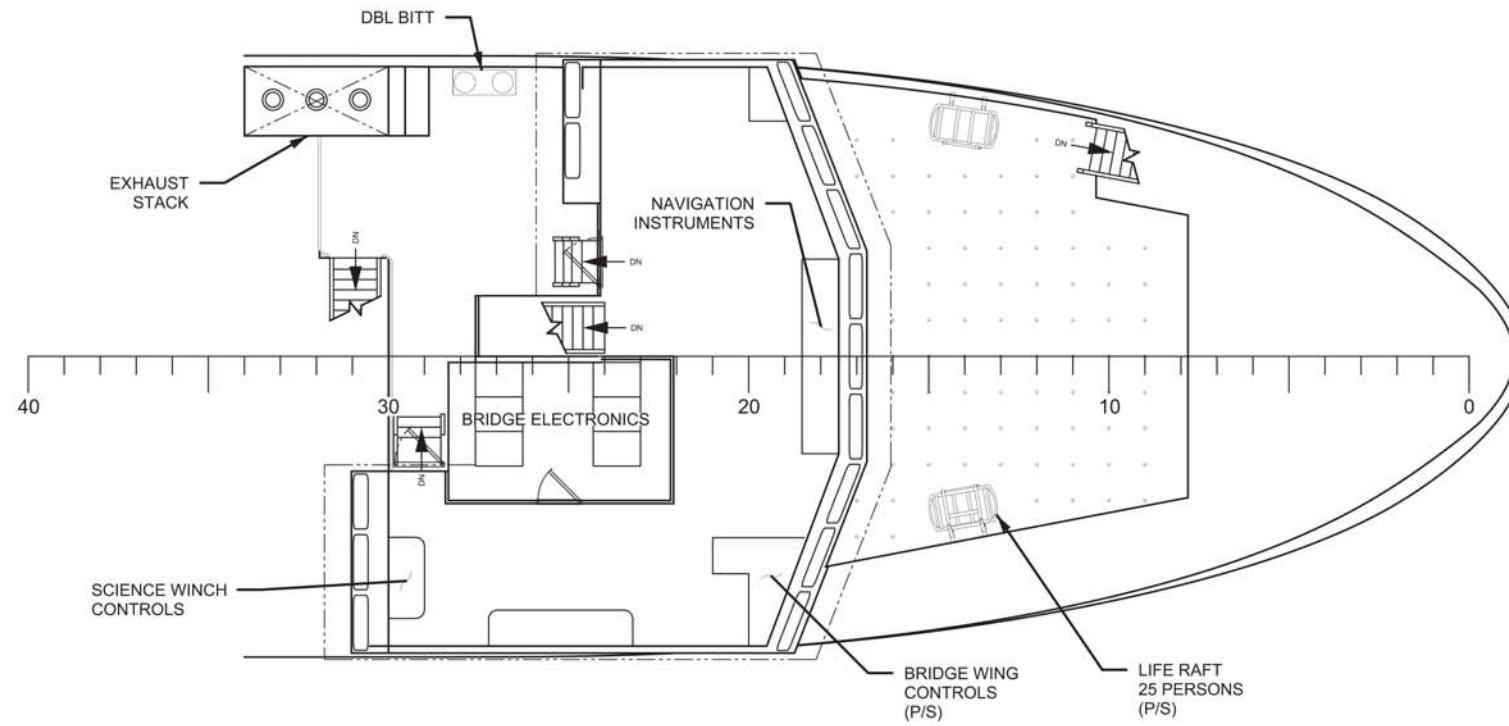 DBL BITT
EXHAUST
STACK
DN
NAVIGATION
INSTRUMENTS
DN
DN
DN
40
30
20
10
0
BRIDGE ELECTRONICS
DN
SCIENCE WINCH
CONTROLS
BRIDGE WING
CONTROLS
(P/S)
LIFE RAFT
25 PERSONS
(P/S)